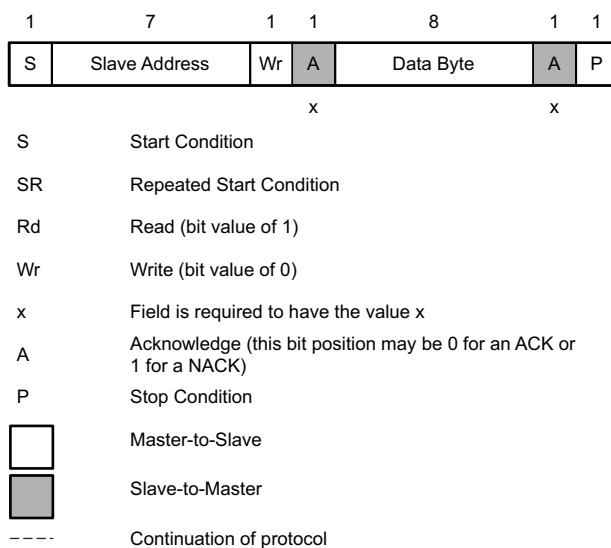 1 7 1 1 8 1 1
S Slave Address Wr A Data Byte A P
x x
S Start Condition
SR Repeated Start Condition
Rd Read (bit value of 1)
Wr Write (bit value of 0)
x Field is required to have the value x
A Acknowledge (this bit position may be 0 for an ACK or
1 for a NACK)
P Stop Condition
Master-to-Slave
Slave-to-Master
Continuation of protocol